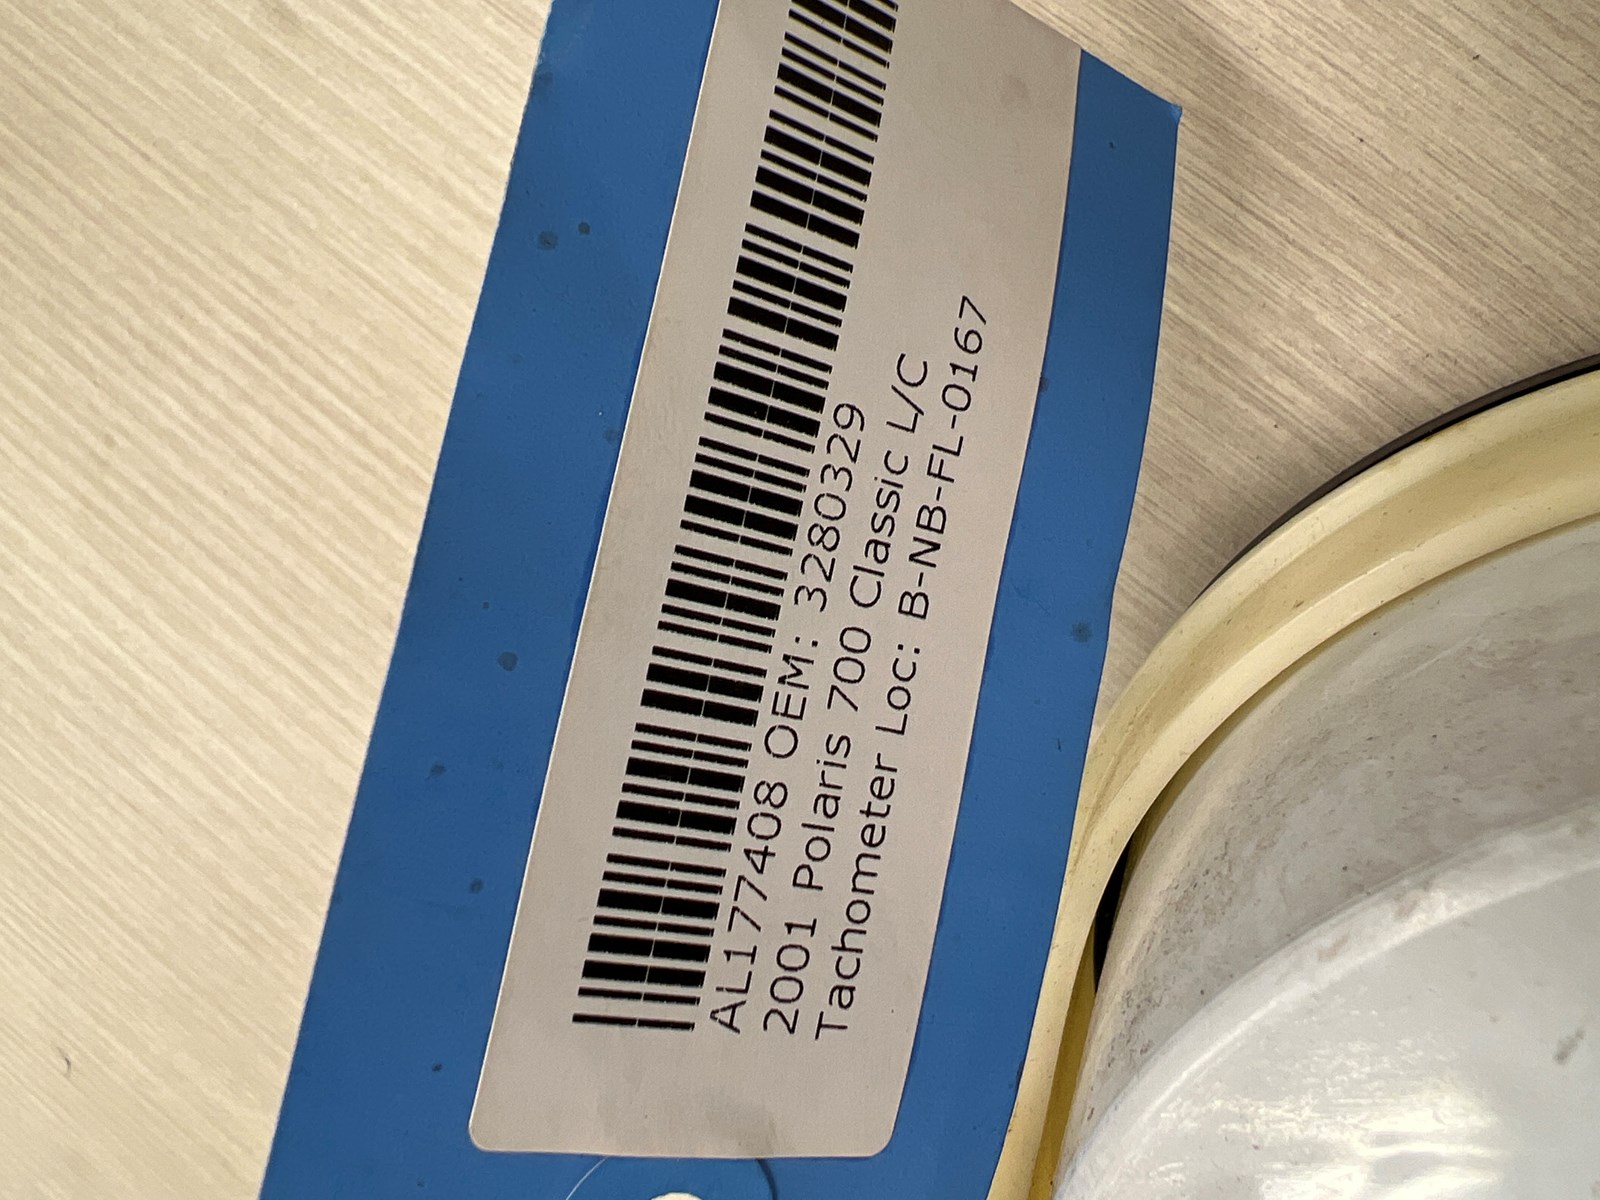 AL177408 OEM: 3280329
2001 Polaris 700 Classic L/C
Tachometer Loc: B-NB-FL-0167